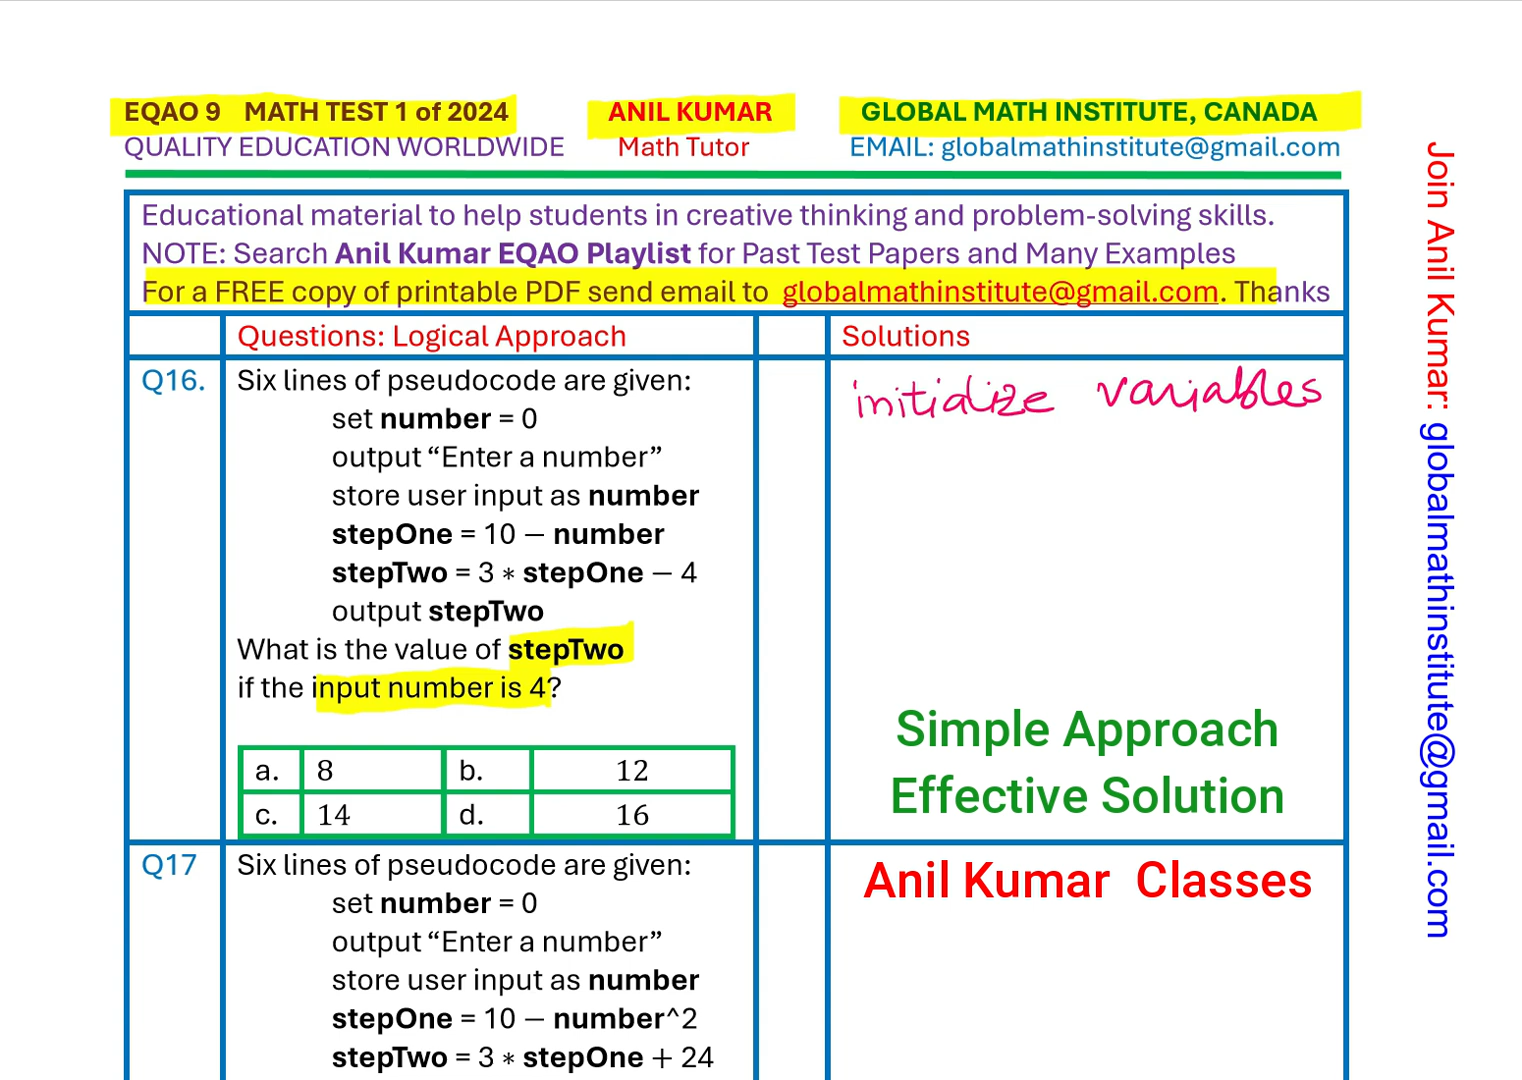 EQAO 9 MATH TEST 1 of 2024 ANIL KUMAR GLOBAL MATH INSTITUTE, CANADA
QUALITY EDUCATION WORLDWIDE Math Tutor EMAIL: globalmathinstitute@gmail.com
Educational material to help students in creative thinking and problem-solving skills.
NOTE: Search Anil Kumar EQAO Playlist for Past Test Papers and Many Examples
For a FREE copy of printable PDF send email to globalmathinstitute@gmail.com. Thanks
Questions: Logical Approach Solutions
Q16. Six lines of pseudocode are given:
set number = 0
output “Enter a number”
store user input as number
stepOne = 10 − number
stepTwo = 3 * stepOne − 4
output stepTwo
What is the value of stepTwo
if the input number is 4?
a. 8 b. 12
c. 14 d. 16
initialize variables
Simple Approach
Effective Solution
Q17 Six lines of pseudocode are given:
set number = 0
output “Enter a number”
store user input as number
stepOne = 10 − number^2
stepTwo = 3 * stepOne + 24
Anil Kumar Classes
Join Anil Kumar: globalmathinstitute@gmail.com